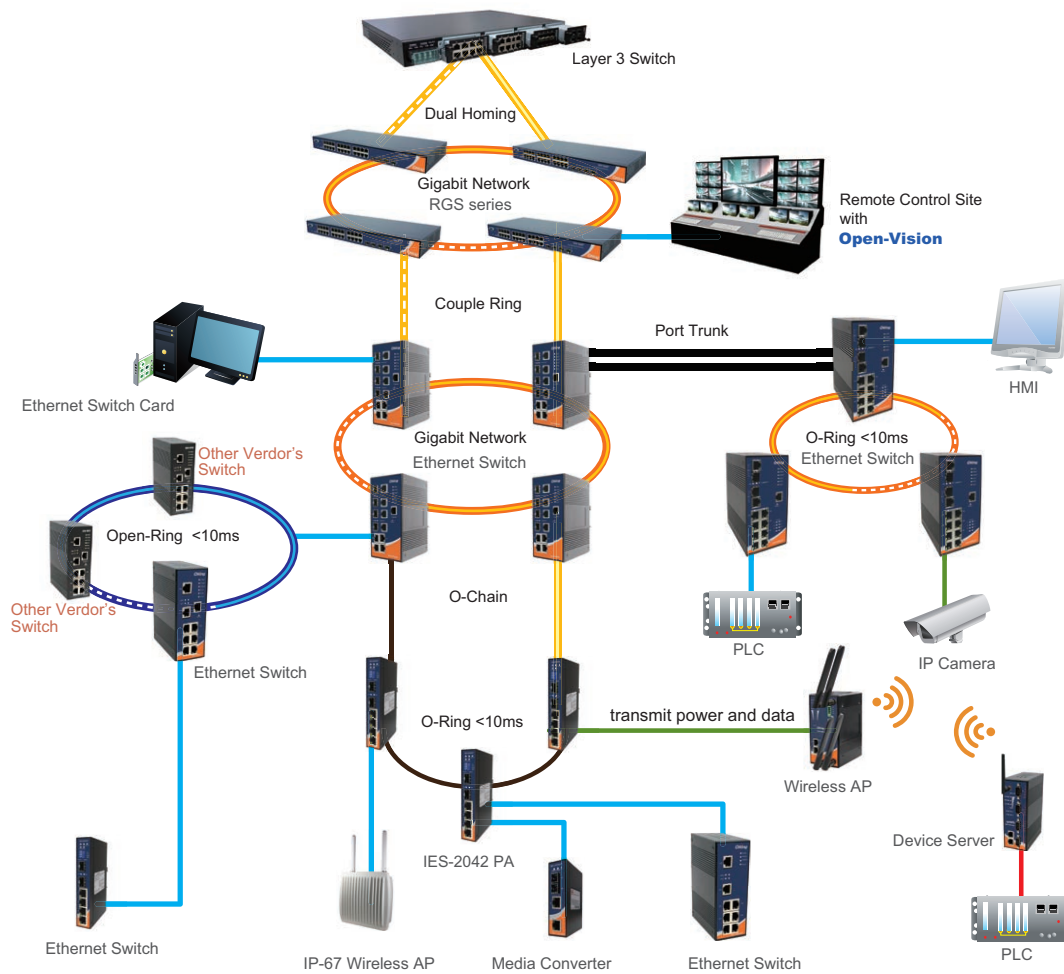 Layer 3 Switch
Dual Homing
Gigabit Network
RGS series
Remote Control Site
with
Open-Vision
Couple Ring
Port Trunk
HMI
Ethernet Switch Card
Gigabit Network
Ethernet Switch
O-Ring <10ms
Ethernet Switch
Other Verdor's
Switch
Open-Ring <10ms
Other Verdor's
Switch
Ethernet Switch
O-Chain
PLC
IP Camera
O-Ring <10ms
transmit power and data
Wireless AP
IES-2042 PA
Device Server
Ethernet Switch
IP-67 Wireless AP
Media Converter
Ethernet Switch
PLC